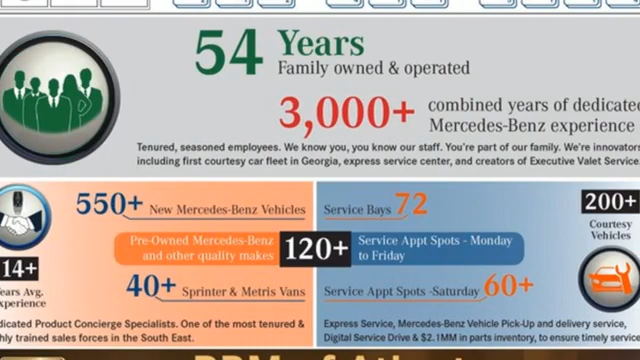 54 Years
Family owned & operated
3,000+ combined years of dedicated
Mercedes-Benz experience
Tenured, seasoned employees. We know you, you know our staff. You're part of our family. We're innovators
including first courtesy car fleet in Georgia, express service center, and creators of Executive Valet Service.
550+ New Mercedes-Benz Vehicles
Pre-Owned Mercedes-Benz
and other quality makes
120+
40+ Sprinter & Metris Vans
14+
Years Avg.
Experience
dicated Product Concierge Specialists. One of the most tenured &
hly trained sales forces in the South East.
Service Bays 72
Service Appt Spots - Monday
to Friday
Service Appt Spots -Saturday 60+
200+
Courtesy
Vehicles
Express Service, Mercedes-Benz Vehicle Pick-Up and delivery service,
Digital Service Drive & $2.1MM in parts inventory, to ensure timely service